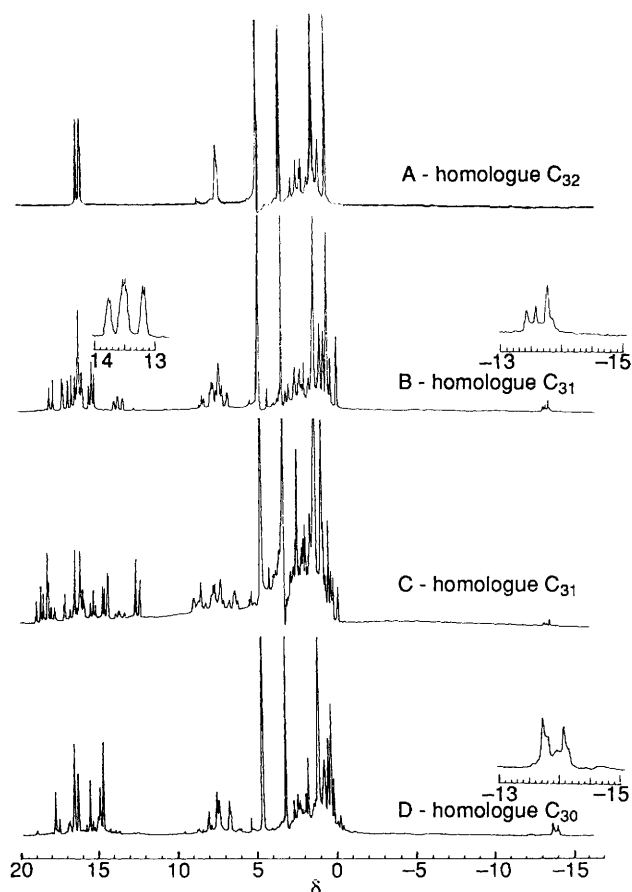 A - homologue C32
14 13
-13 -15
B - homologue C31
C - homologue C31
-13 -15
D - homologue C30
20 15 10 5 0 -5 -10 -15
δ